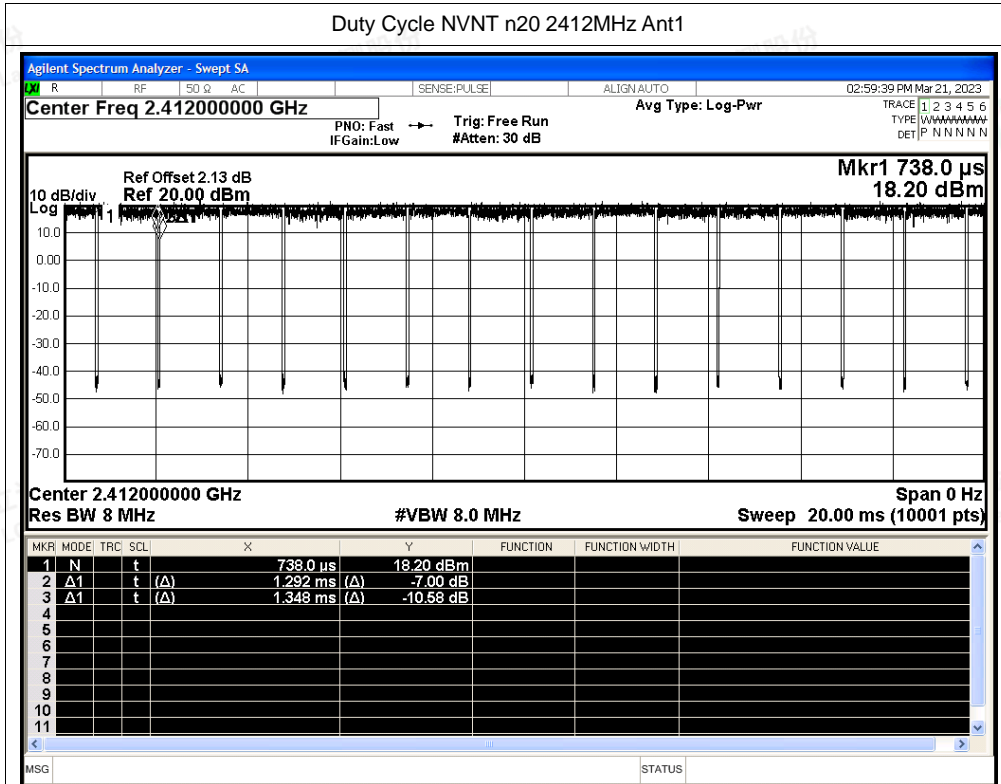 Duty Cycle NVNT n20 2412MHz Ant1
Agilent Spectrum Analyzer - Swept SA
LXI R RF 50 Ω AC SENSE:PULSE ALIGN AUTO 02:59:39 PM Mar 21, 2023
Center Freq 2.412000000 GHz Avg Type: Log-Pwr TRACE 1 2 3 4 5 6
PNO: Fast Trig: Free Run TYPE W
IFGain:Low #Atten: 30 dB DET P N N N N N
Mkr1 738.0 µs
Ref Offset 2.13 dB 18.20 dBm
10 dB/div Ref 20.00 dBm
Log
1
10.0
0.00
-10.0
-20.0
-30.0
-40.0
-50.0
-60.0
-70.0
Center 2.412000000 GHz Span 0 Hz
Res BW 8 MHz #VBW 8.0 MHz Sweep 20.00 ms (10001 pts)
MKR MODE TRC SCL X Y FUNCTION FUNCTION WIDTH FUNCTION VALUE
1 N t 738.0 µs 18.20 dBm
2 Δ1 t (Δ) 1.292 ms (Δ) -7.00 dB
3 Δ1 t (Δ) 1.348 ms (Δ) -10.58 dB
4
5
6
7
8
9
10
11
MSG STATUS